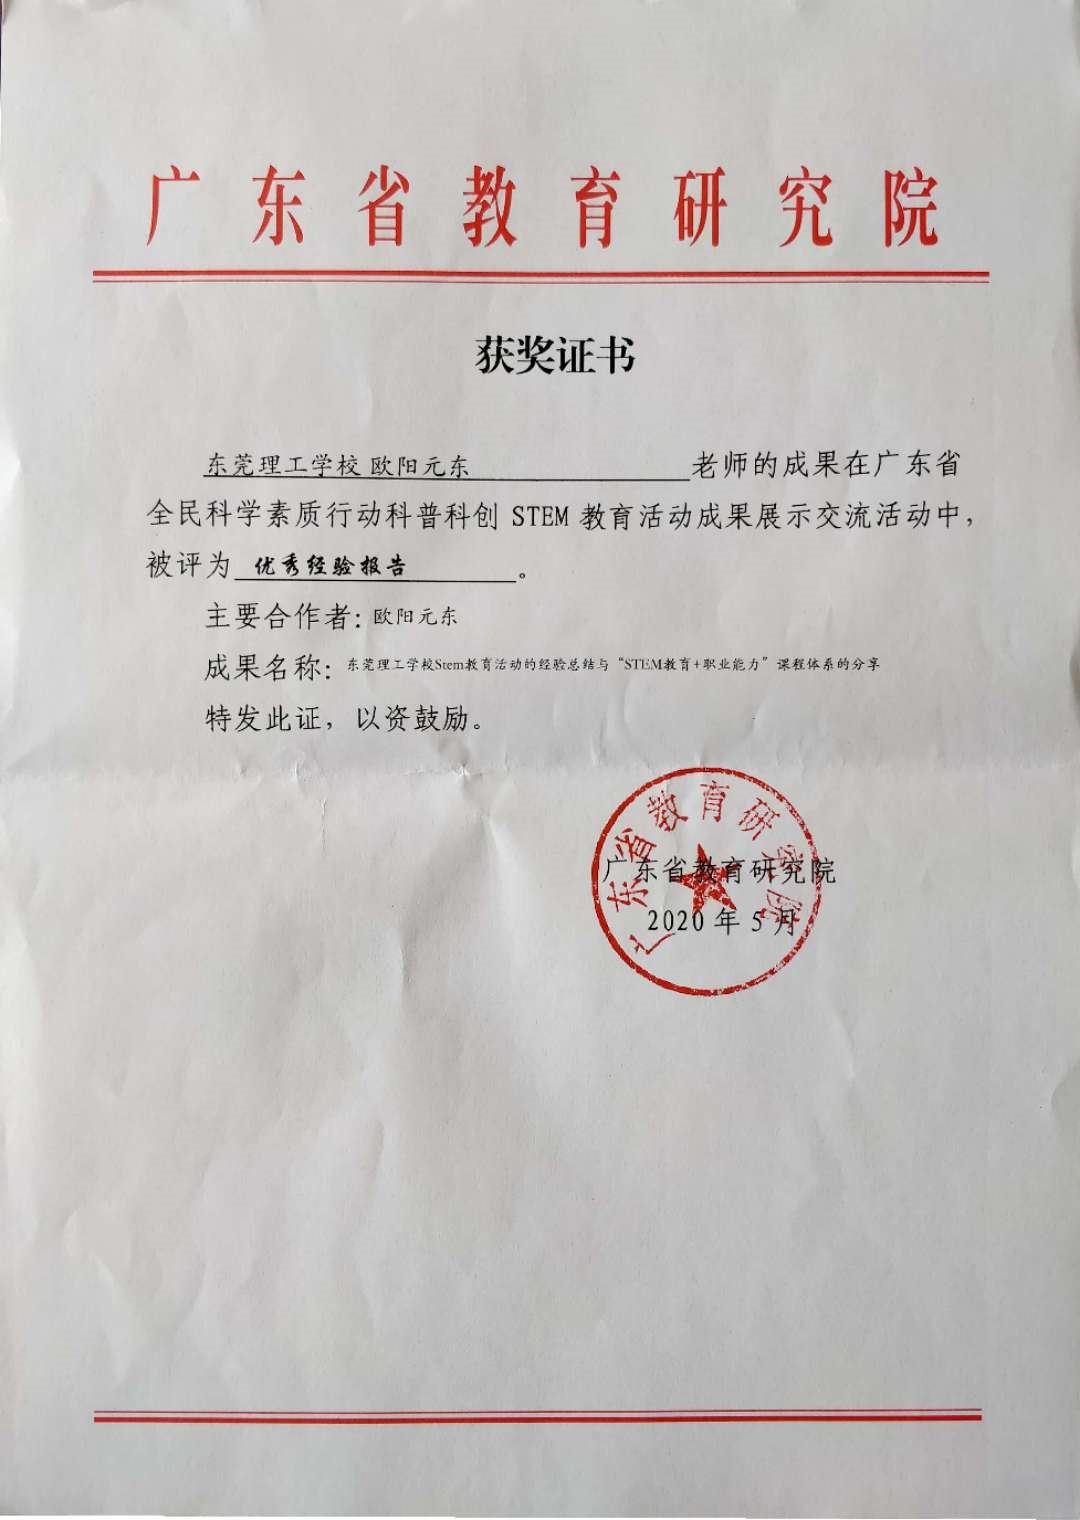 广东省教育研究院
获奖证书
东莞理工学校 欧阳元东 老师的成果在广东省
全民科学素质行动科普科创 STEM 教育活动成果展示交流活动中，
被评为 优秀经验报告 。
主要合作者：欧阳元东
成果名称：东莞理工学校Stem教育活动的经验总结与“STEM教育+职业能力”课程体系的分享
特发此证，以资鼓励。
广东省教育研究院
广东省教育研究院
2020 年 5 月